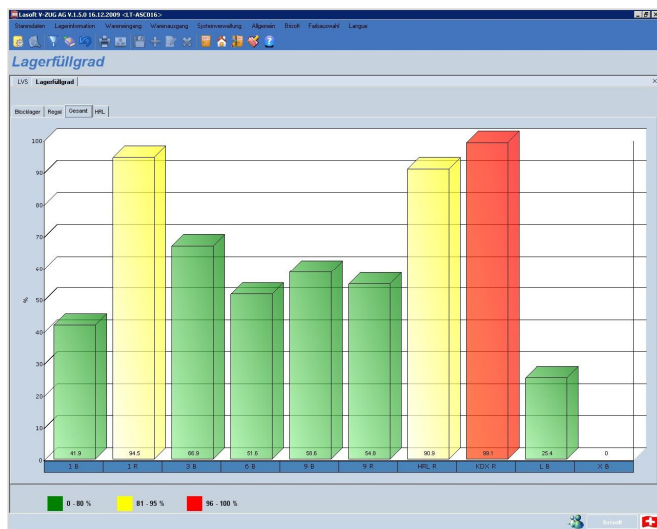 Lasoft V-ZUG AG V.1.5.0 16.12.2009 <LT-ASC016>
Stammdaten Lagerinformation Wareneingang Warenausgang Systemverwaltung Allgemein Bisoft Farbauswahl Langue
Lagerfüllgrad
LVS Lagerfüllgrad
Blocklager Regal Gesamt HRL
100
90
80
70
60
%
50
40
30
20
10
0
41.9 94.5 66.9 51.8 58.6 54.8 90.9 99.1 25.4 0
1 B 1 R 3 B 6 B 9 B 9 R HRL R KDX R L B X B
0 - 80 % 81 - 95 % 96 - 100 %